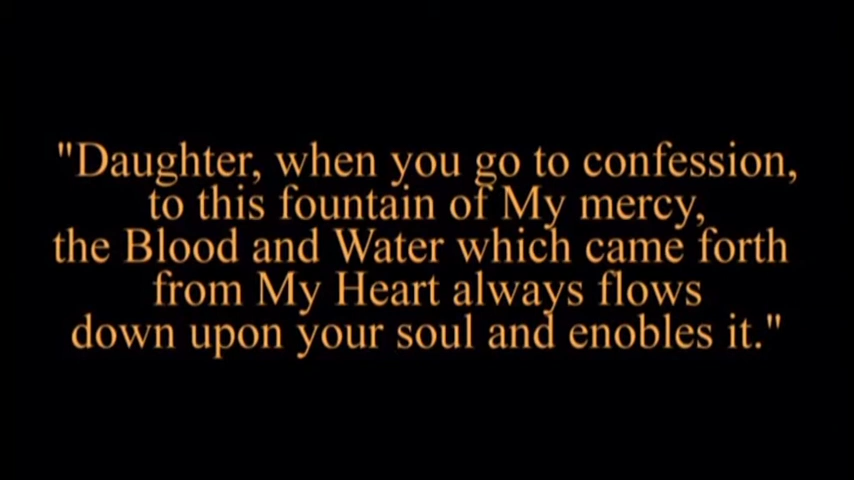 "Daughter, when you go to confession,
to this fountain of My mercy,
the Blood and Water which came forth
from My Heart always flows
down upon your soul and enobles it."